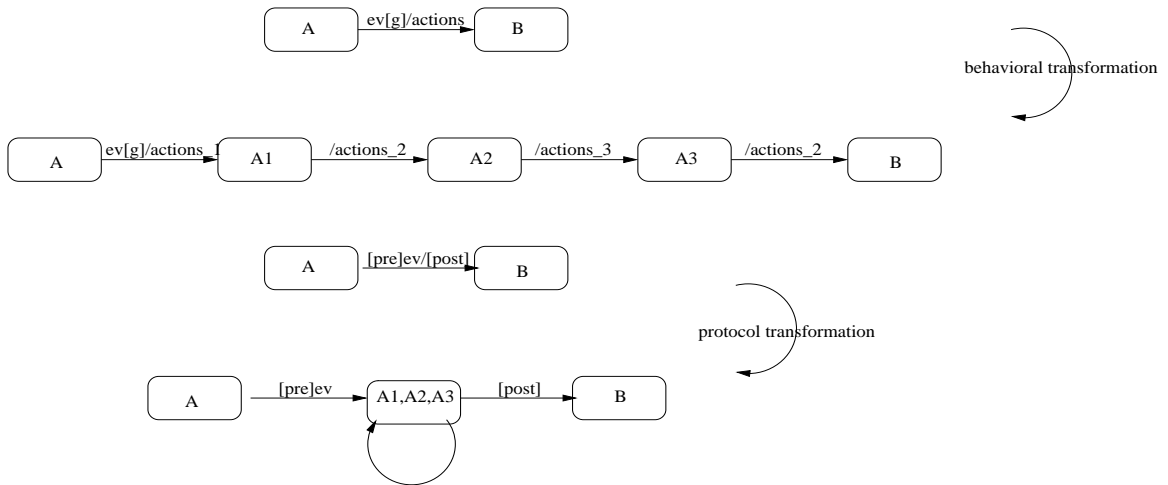 A
ev[g]/actions
B
behavioral transformation
A
ev[g]/actions_1
A1
/actions_2
A2
/actions_3
A3
/actions_2
B
A
[pre]ev/[post]
B
protocol transformation
A
[pre]ev
A1,A2,A3
[post]
B